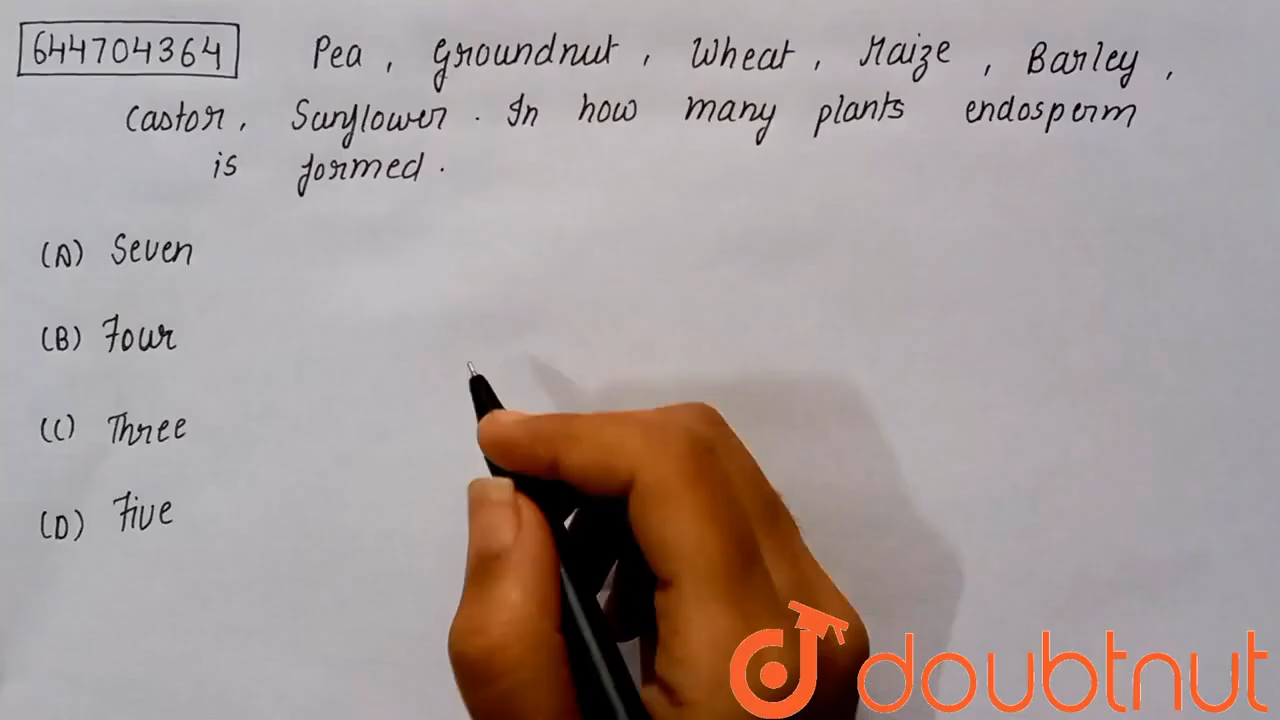 644704364 Pea, Groundnut, Wheat, Maize, Barley,
Castor, Sunflower. In how many plants endosperm
is formed.
(A) Seven
(B) Four
(C) Three
(D) Five
doubtnut